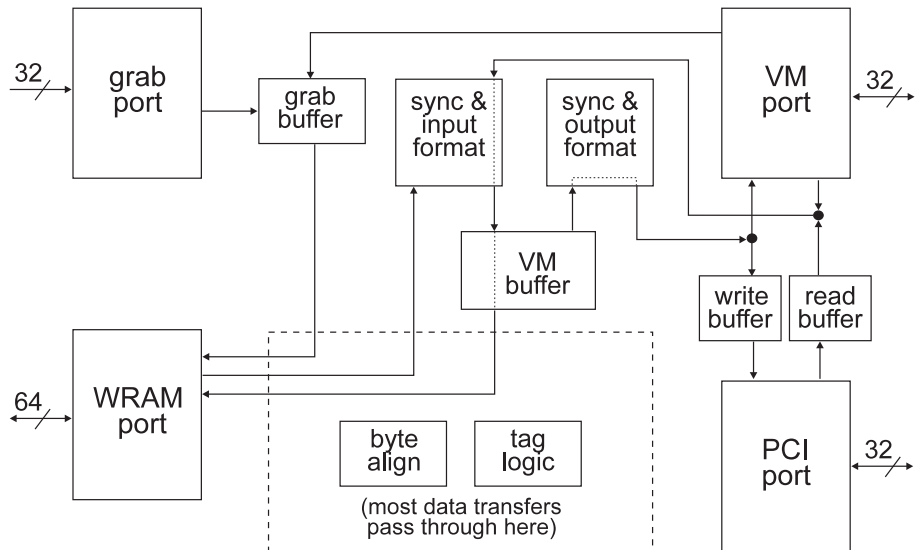 32
grab
port
grab
buffer
sync &
input
format
sync &
output
format
VM
port
32
VM
buffer
write
buffer
read
buffer
64
WRAM
port
byte
align
tag
logic
(most data transfers
pass through here)
PCI
port
32